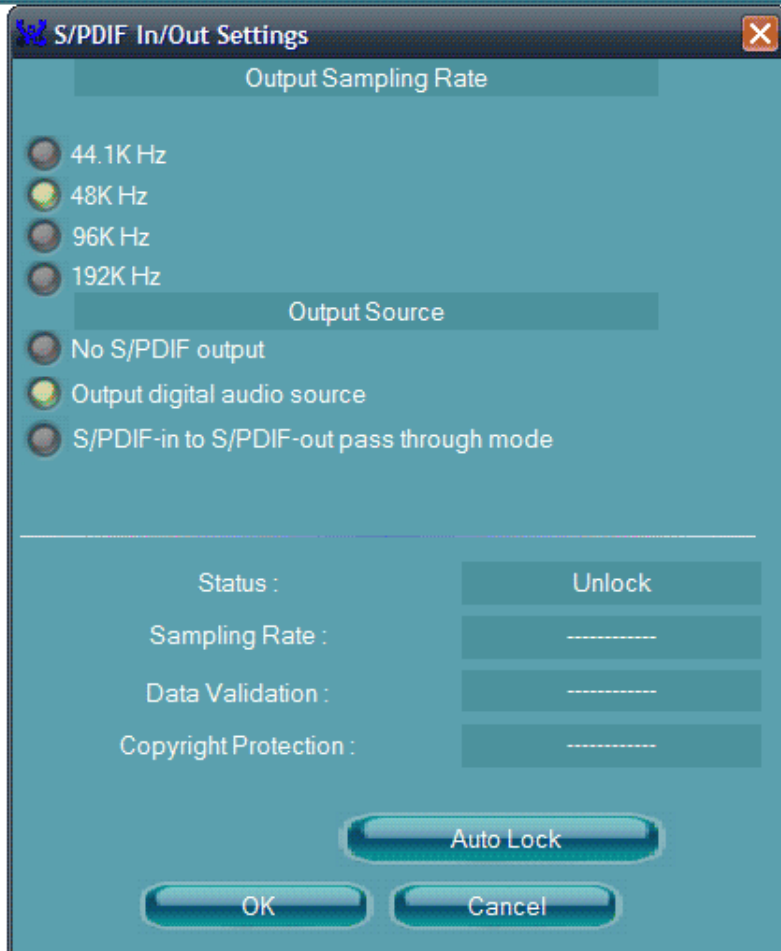 S/PDIF In/Out Settings
Output Sampling Rate
44.1K Hz
48K Hz
96K Hz
192K Hz
Output Source
No S/PDIF output
Output digital audio source
S/PDIF-in to S/PDIF-out pass through mode
Status : Unlock
Sampling Rate : ------------
Data Validation : ------------
Copyright Protection : ------------
Auto Lock
OK Cancel